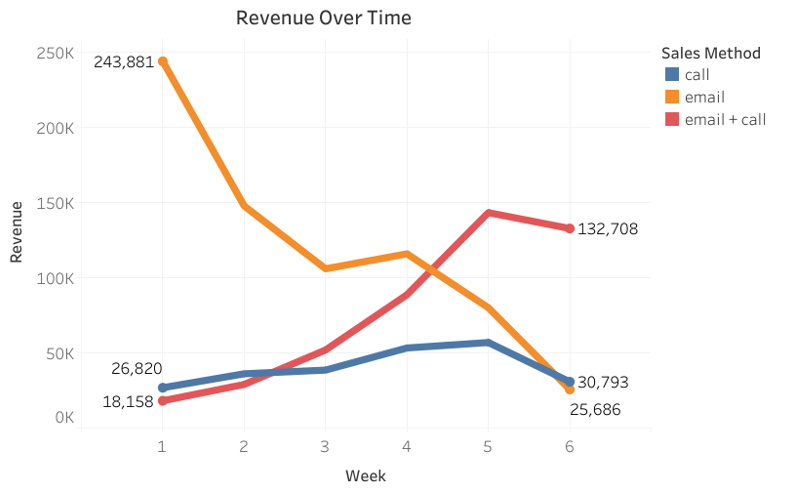 Revenue Over Time
Sales Method
call
email
email + call
Revenue
250K
200K
150K
100K
50K
0K
243,881
26,820
18,158
132,708
30,793
25,686
1 2 3 4 5 6
Week